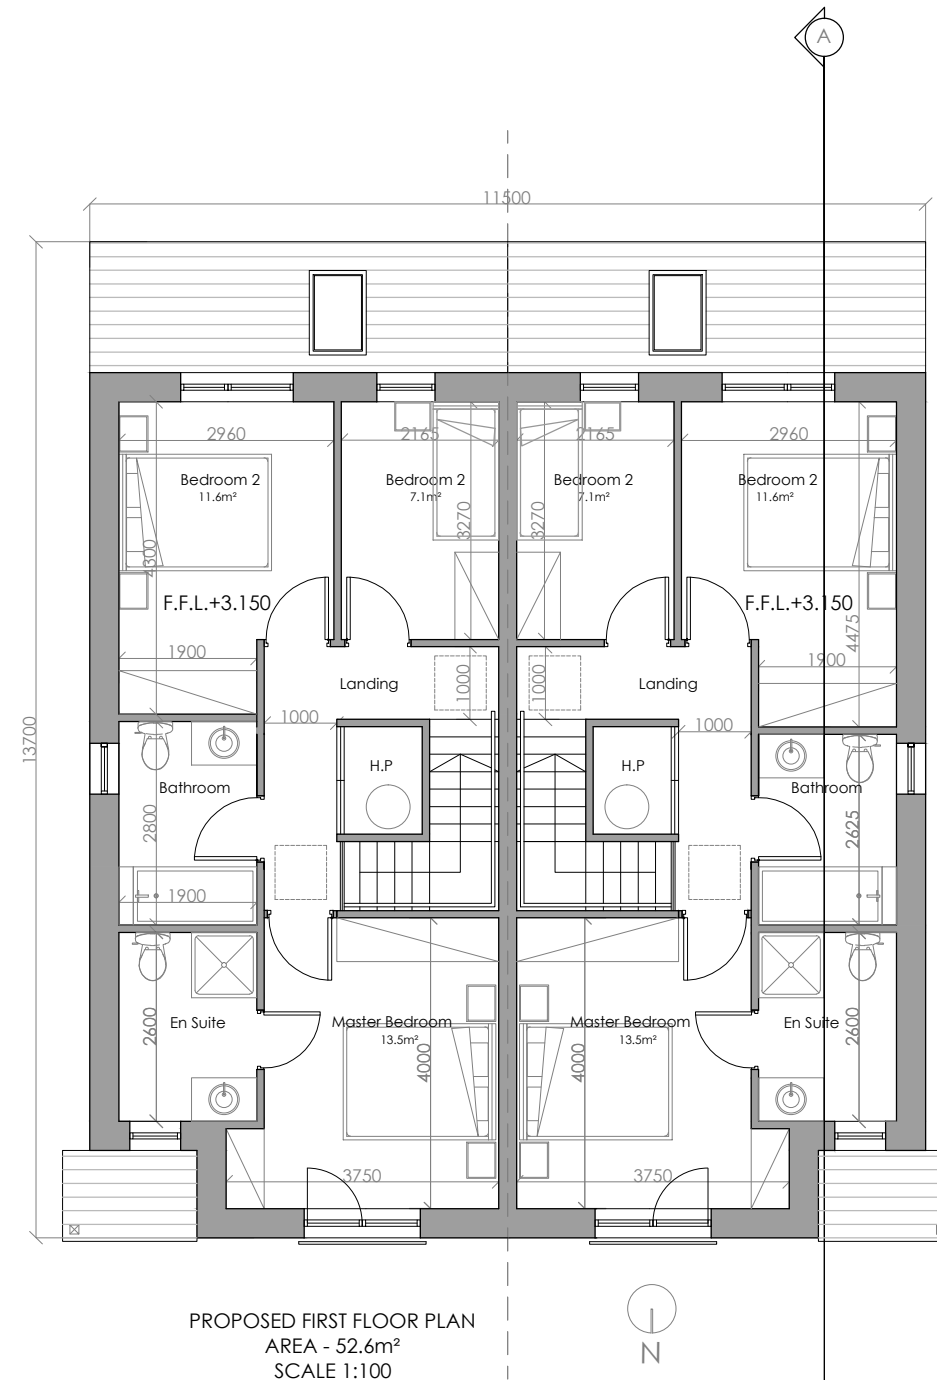 A
11500
13700
2960
2165
2165
2960
Bedroom 2
11.6m²
Bedroom 2
7.1m²
Bedroom 2
7.1m²
Bedroom 2
11.6m²
4300
3270
3270
4475
F.F.L.+3.150
F.F.L.+3.150
1900
1900
Landing
Landing
1000
1000
1000
1000
H.P
H.P
Bathroom
Bathroom
2800
2625
1900
En Suite
Master Bedroom
13.5m²
Master Bedroom
13.5m²
En Suite
2600
4000
4000
2600
3750
3750
PROPOSED FIRST FLOOR PLAN
AREA - 52.6m²
SCALE 1:100
N